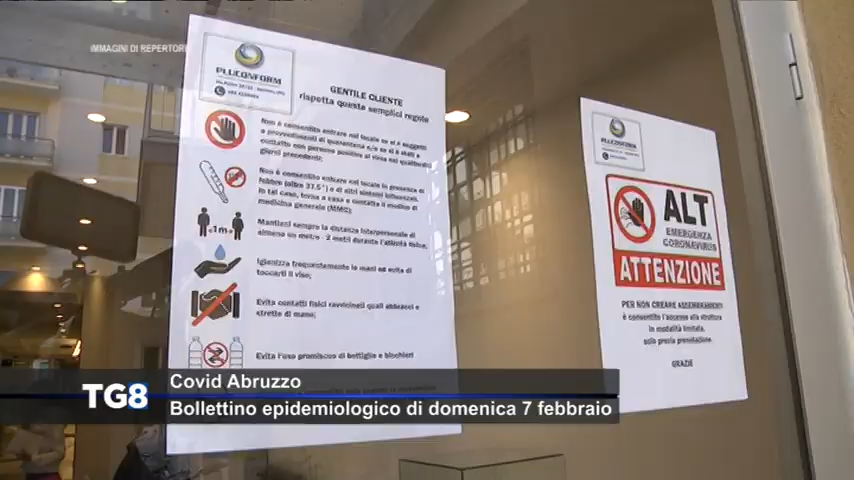 IMMAGINI DI REPERTORIO
PLUCONFORM
GENTILE CLIENTE
rispetta queste semplici regole
Non è consentito entrare nel locale se si è soggetti
a provvedimenti di quarantena e/o se si è stati a
contatto con persone positive al virus nei quattordici
giorni precedenti;
Non è consentito entrare nel locale in presenza di
febbre (oltre 37.5°) e di altri sintomi influenzali.
In tal caso, torna a casa e contatta il medico di
medicina generale (MMG);
<1m>
Mantieni sempre la distanza interpersonale di
almeno un metro - 2 metri durante l'attività fisica;
Igienizza frequentemente le mani ed evita di
toccarti il viso;
Evita contatti fisici ravvicinati quali abbracci e
strette di mano;
Evita l'uso promiscuo di bottiglie e bicchieri
PLUCONFORM
ALT
EMERGENZA
CORONAVIRUS
ATTENZIONE
PER NON CREARE ASSEMBRAMENTI
è consentito l'accesso alla struttura
in modalità limitata,
solo previa prenotazione.
GRAZIE
TG8
Covid Abruzzo
Bollettino epidemiologico di domenica 7 febbraio